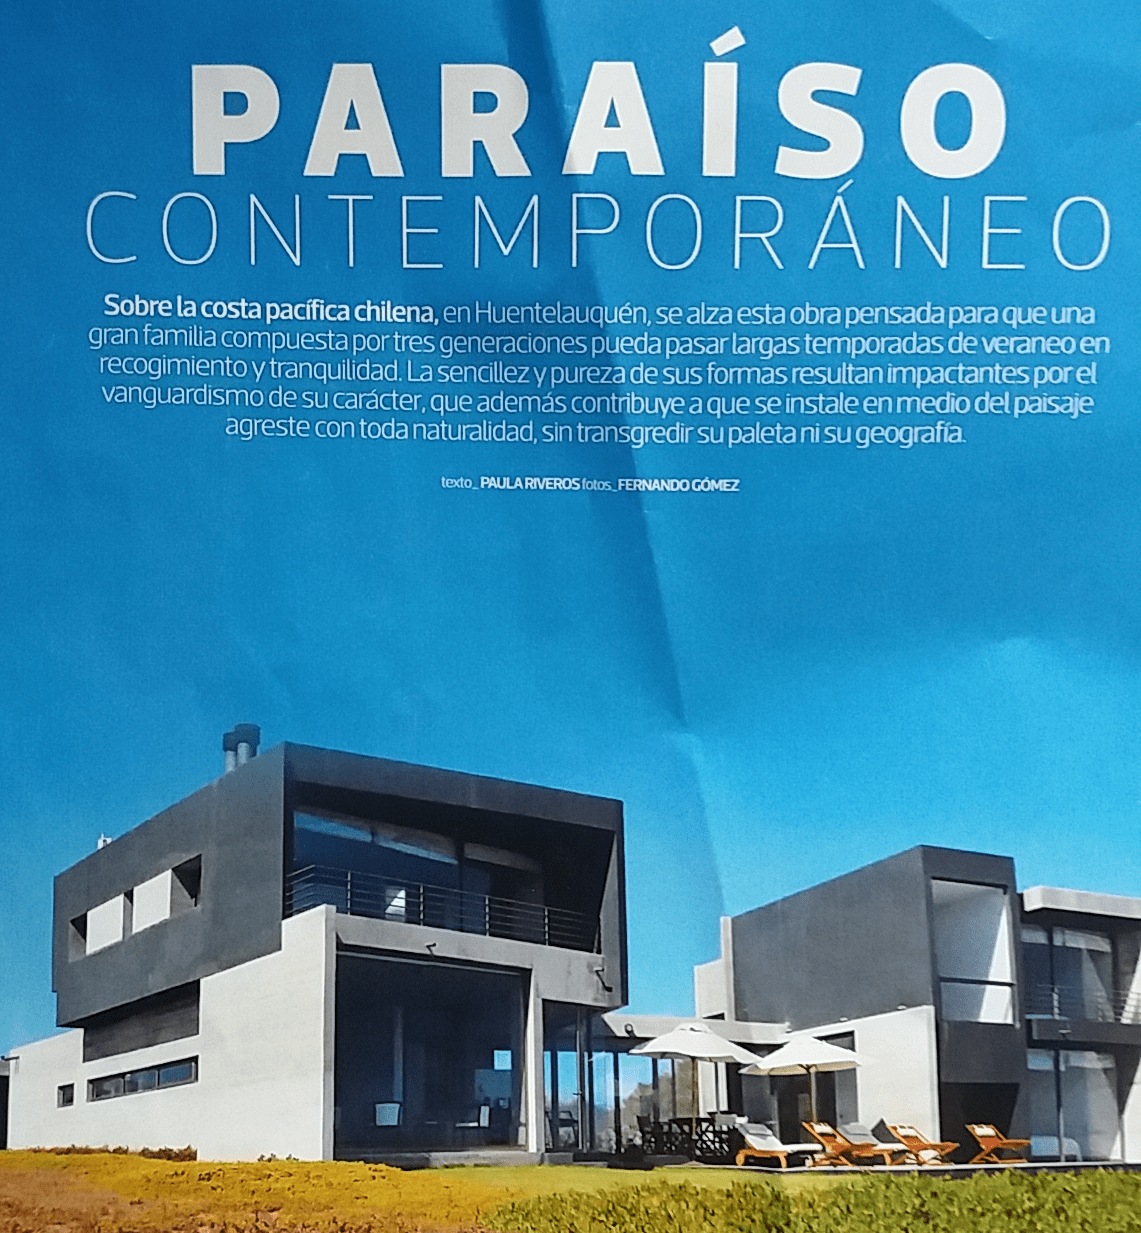 PARAÍSO
CONTEMPORÁNEO
Sobre la costa pacífica chilena, en Huentelauquén, se alza esta obra pensada para que una
gran familia compuesta por tres generaciones pueda pasar largas temporadas de veraneo en
recogimiento y tranquilidad. La sencillez y pureza de sus formas resultan impactantes por el
vanguardismo de su carácter, que además contribuye a que se instale en medio del paisaje
agreste con toda naturalidad, sin transgredir su paleta ni su geografía.
texto_PAULA RIVEROS fotos_FERNANDO GÓMEZ